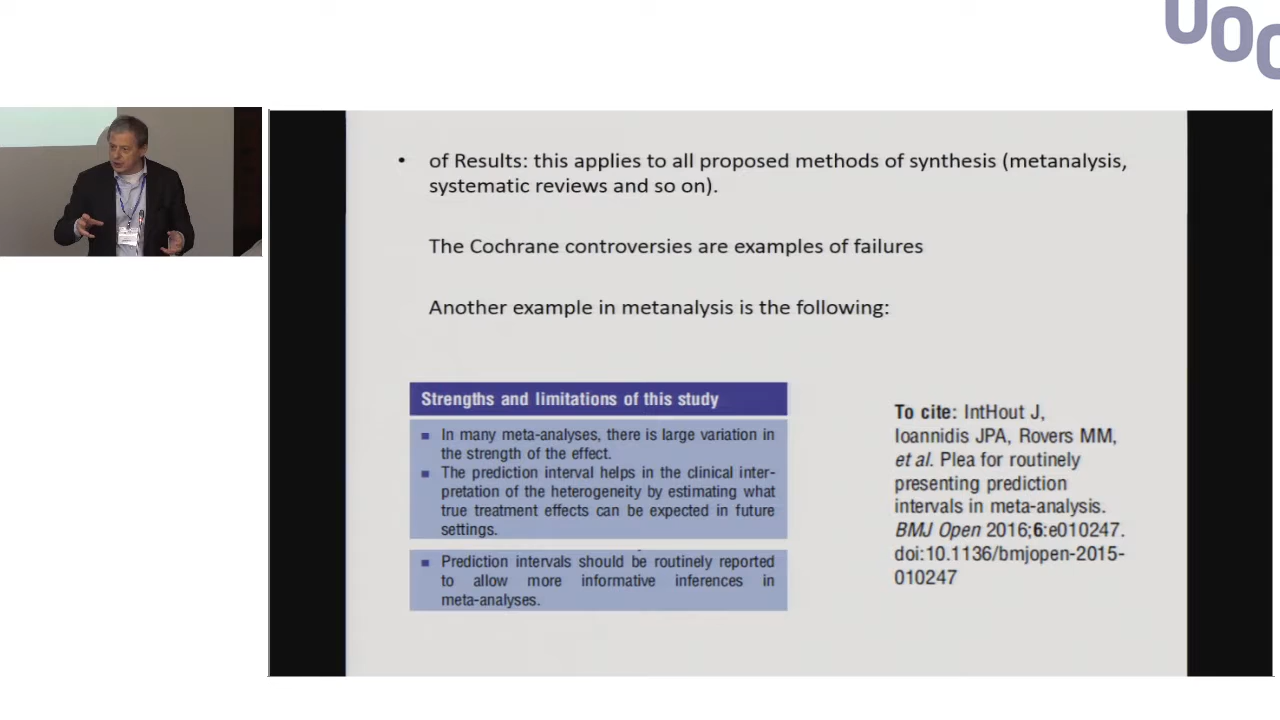 UOC
• of Results: this applies to all proposed methods of synthesis (metanalysis,
systematic reviews and so on).
The Cochrane controversies are examples of failures
Another example in metanalysis is the following:
Strengths and limitations of this study
▪ In many meta-analyses, there is large variation in
the strength of the effect.
▪ The prediction interval helps in the clinical inter-
pretation of the heterogeneity by estimating what
true treatment effects can be expected in future
settings.
▪ Prediction intervals should be routinely reported
to allow more informative inferences in
meta-analyses.
To cite: IntHout J,
Ioannidis JPA, Rovers MM,
et al. Plea for routinely
presenting prediction
intervals in meta-analysis.
BMJ Open 2016;6:e010247.
doi:10.1136/bmjopen-2015-
010247